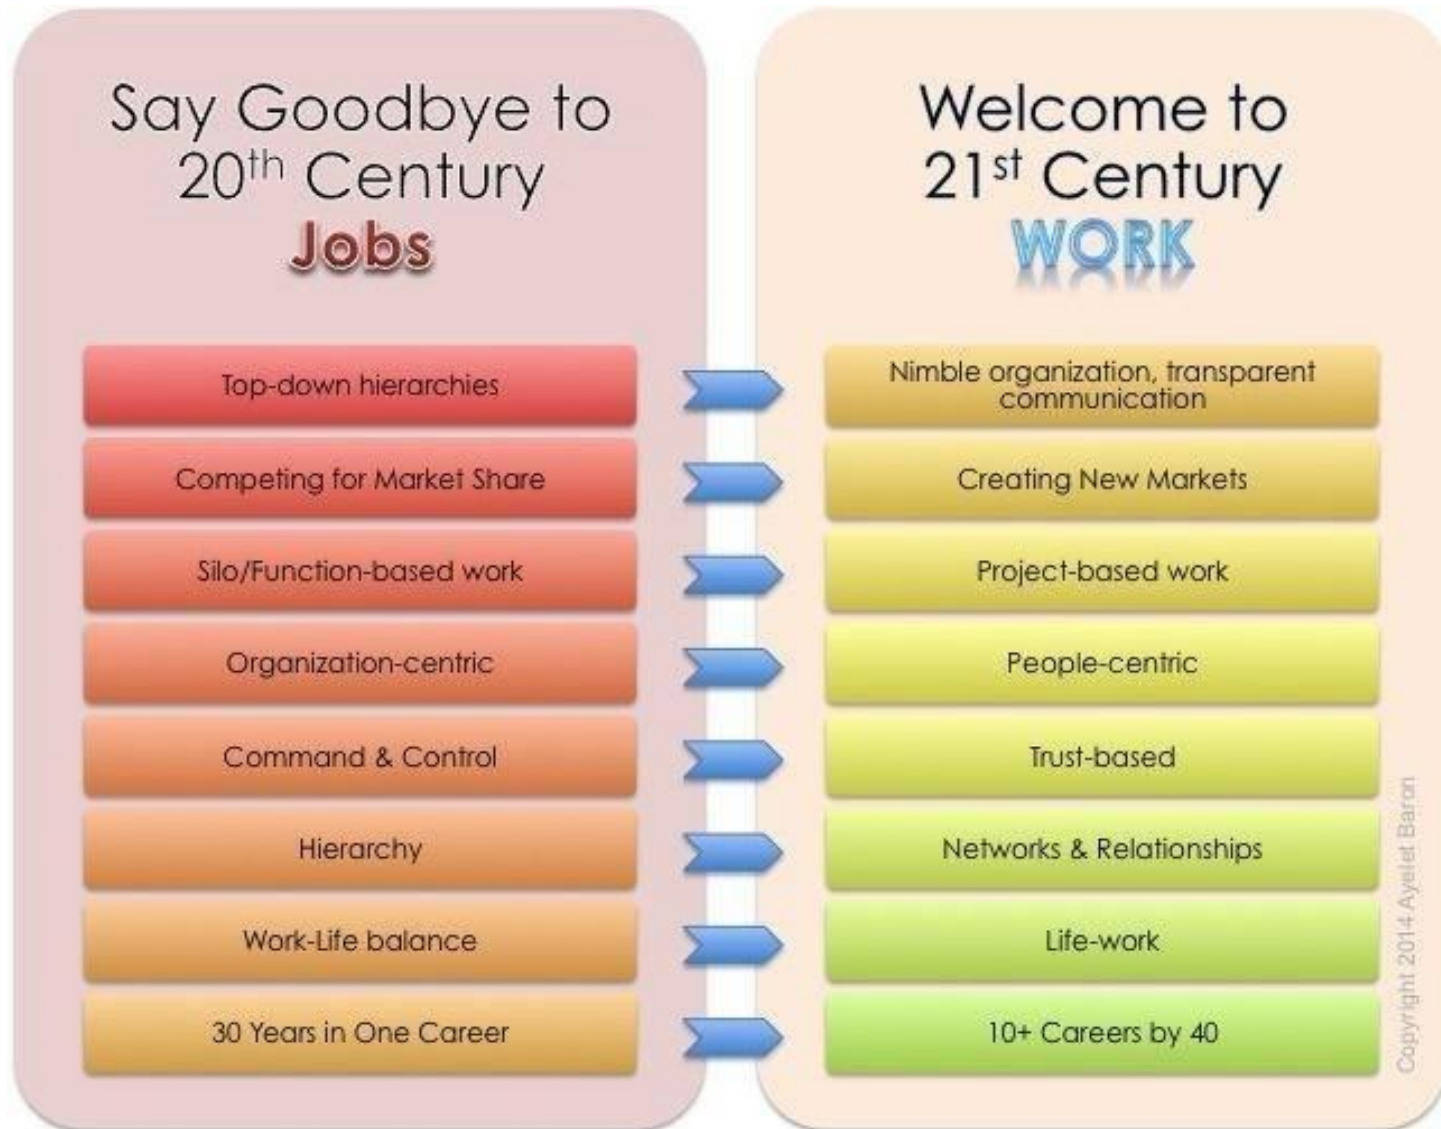 Say Goodbye to
20th Century
Jobs
Welcome to
21st Century
WORK
Top-down hierarchies
Nimble organization, transparent
communication
Competing for Market Share
Creating New Markets
Silo/Function-based work
Project-based work
Organization-centric
People-centric
Command & Control
Trust-based
Hierarchy
Networks & Relationships
Work-Life balance
Life-work
30 Years in One Career
10+ Careers by 40
Copyright 2014 Ayelet Baron